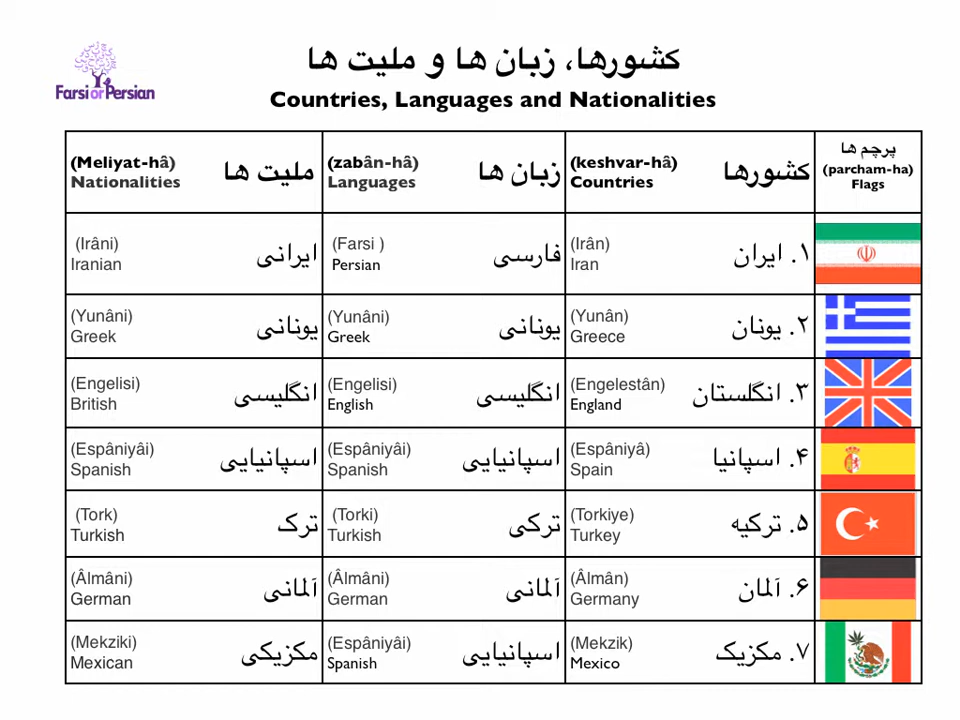 کشورها، زبان ها و ملیت ها
Farsi or Persian
Countries, Languages and Nationalities
(Meliyat-hâ) ملیت ها (zabân-hâ) زبان ها (keshvar-hâ) کشورها پرچم ها
Nationalities Languages Countries (parcham-ha)
Flags
(Irâni) ایرانی (Farsi ) فارسی (Irân) ۱. ایران
Iranian Persian Iran
(Yunâni) یونانی (Yunâni) یونانی (Yunân) ۲. یونان
Greek Greek Greece
(Engelisi) انگلیسی (Engelisi) انگلیسی (Engelestân) ۳. انگلستان
British English England
(Espâniyâi) اسپانیایی (Espâniyâi) اسپانیایی (Espâniyâ) ۴. اسپانیا
Spanish Spanish Spain
(Tork) ترک (Torki) ترکی (Torkiye) ۵. ترکیه
Turkish Turkish Turkey
(Âlmâni) آلمانی (Âlmâni) آلمانی (Âlmân) ۶. آلمان
German German Germany
(Mekziki) مکزیکی (Espâniyâi) اسپانیایی (Mekzik) ۷. مکزیک
Mexican Spanish Mexico